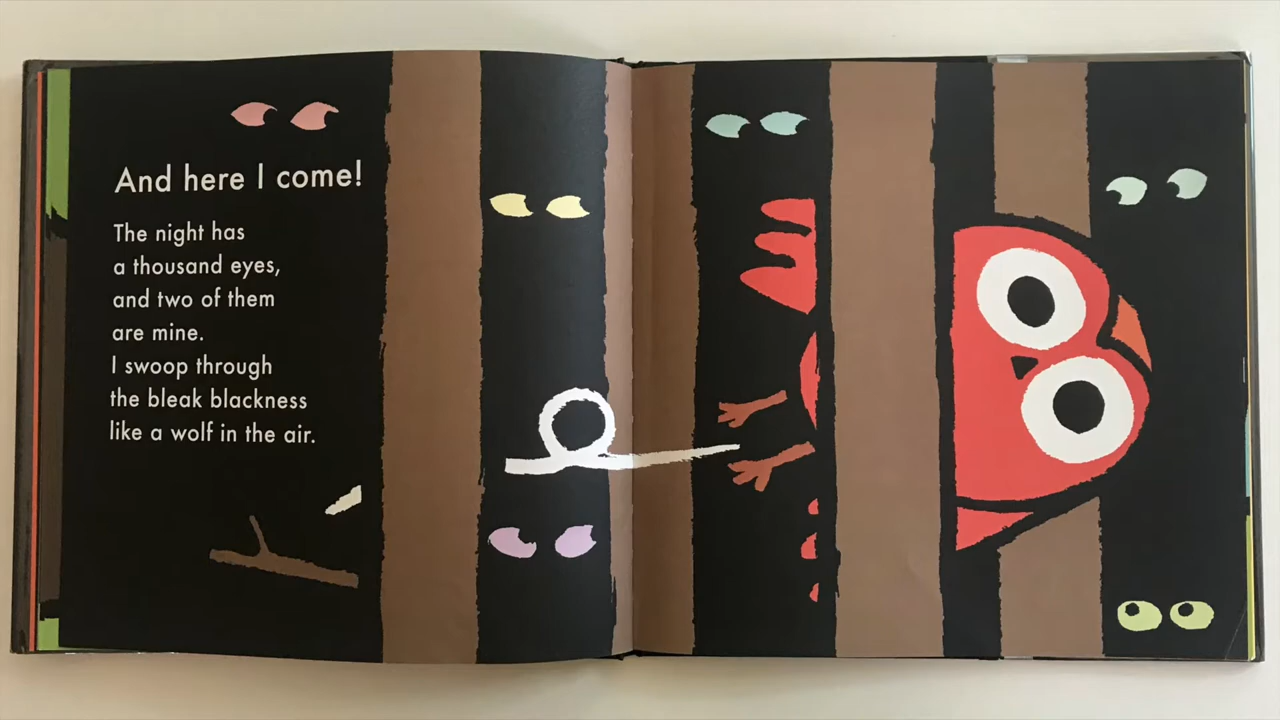 And here I come!
The night has
a thousand eyes,
and two of them
are mine.
I swoop through
the bleak blackness
like a wolf in the air.